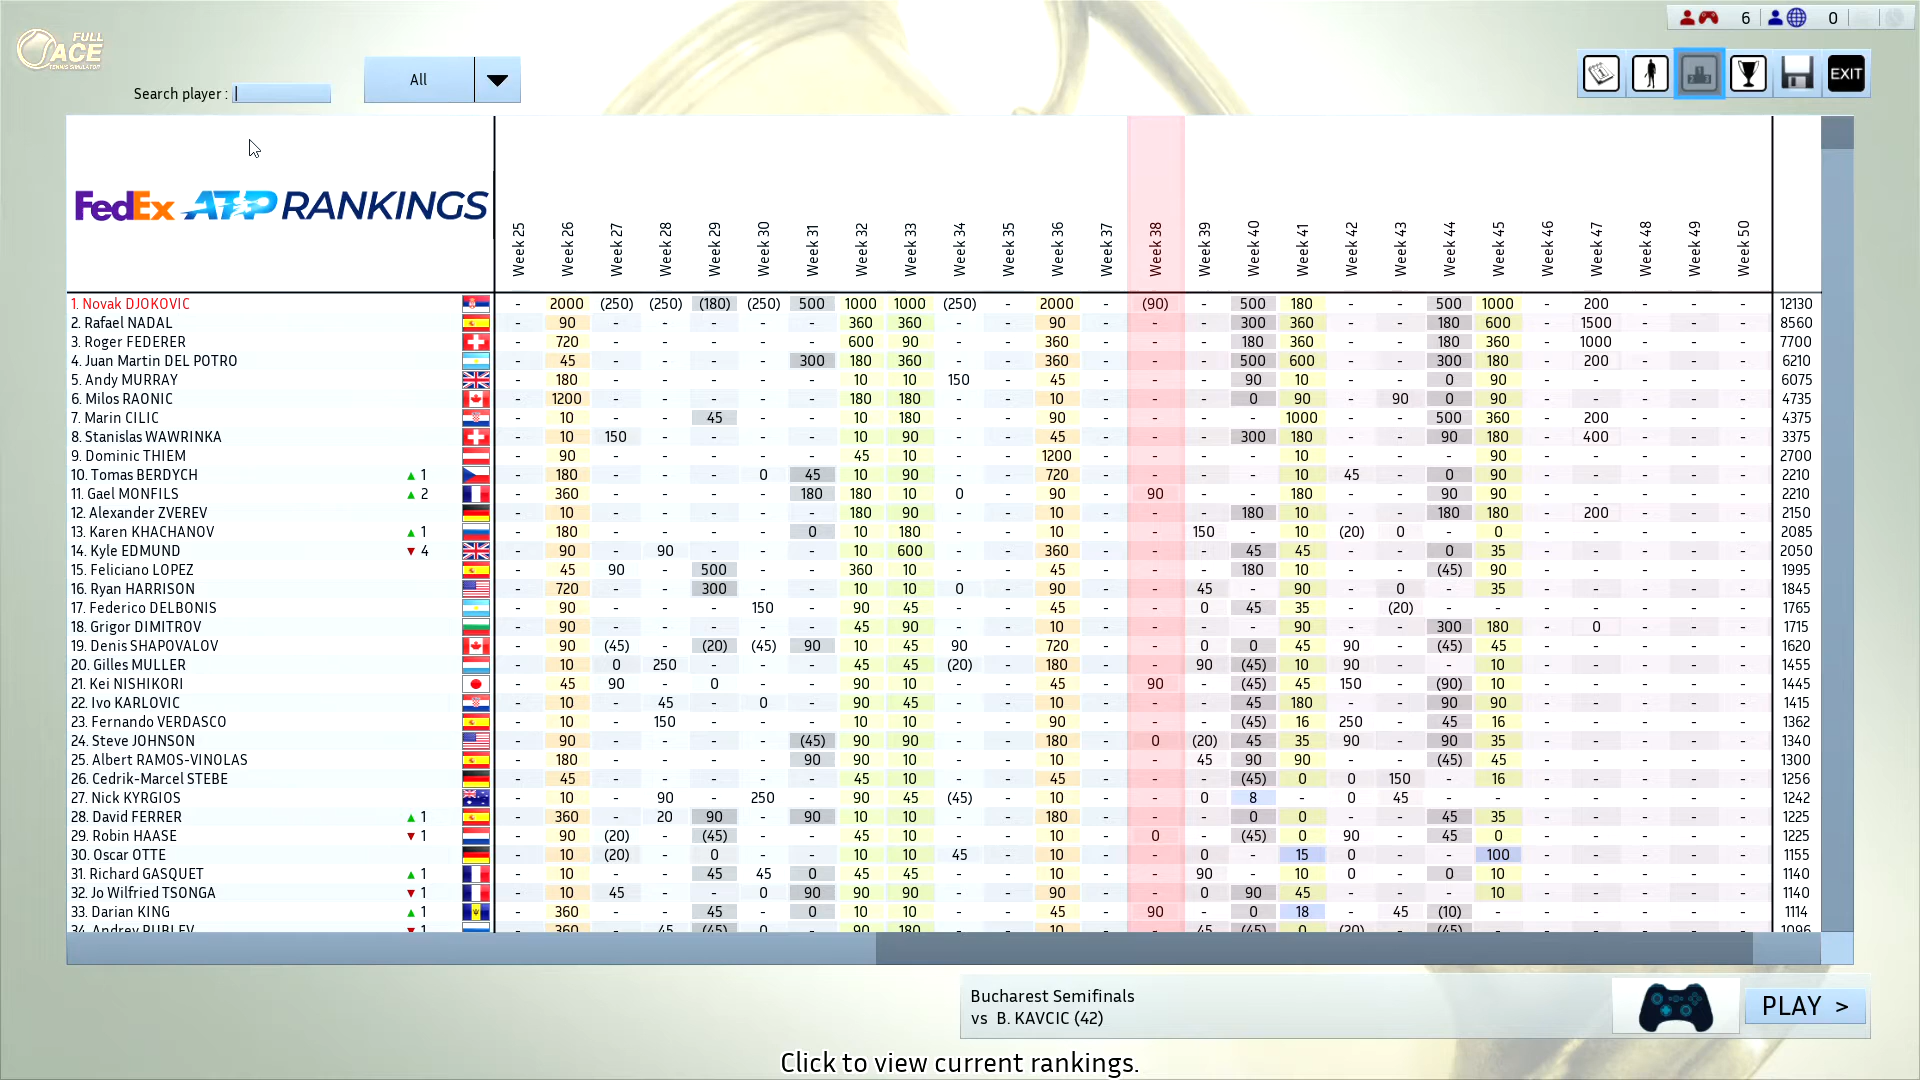 FULL
ACE
TENNIS SIMULATOR
6 0
Search player :
All
EXIT
FedEx ATP RANKINGS
Week 25 Week 26 Week 27 Week 28 Week 29 Week 30 Week 31 Week 32 Week 33 Week 34 Week 35 Week 36 Week 37 Week 38 Week 39 Week 40 Week 41 Week 42 Week 43 Week 44 Week 45 Week 46 Week 47 Week 48 Week 49 Week 50
1. Novak DJOKOVIC - 2000 (250) (250) (180) (250) 500 1000 1000 (250) - 2000 - (90) - 500 180 - - 500 1000 - 200 - - - 12130
2. Rafael NADAL - 90 - - - - - 360 360 - - 90 - - - 300 360 - - 180 600 - 1500 - - - 8560
3. Roger FEDERER - 720 - - - - - 600 90 - - 360 - - - 180 360 - - 180 360 - 1000 - - - 7700
4. Juan Martin DEL POTRO - 45 - - - - 300 180 360 - - 360 - - - 500 600 - - 300 180 - 200 - - - 6210
5. Andy MURRAY - 180 - - - - - 10 10 150 - 45 - - - 90 10 - - 0 90 - - - - - 6075
6. Milos RAONIC - 1200 - - - - - 180 180 - - 10 - - - 0 90 - 90 0 90 - - - - - 4735
7. Marin CILIC - 10 - - 45 - - 10 180 - - 90 - - - - 1000 - - 500 360 - 200 - - - 4375
8. Stanislas WAWRINKA - 10 150 - - - - 10 90 - - 45 - - - 300 180 - - 90 180 - 400 - - - 3375
9. Dominic THIEM - 90 - - - - - 45 10 - - 1200 - - - - 10 - - - 90 - - - - - 2700
10. Tomas BERDYCH ▲ 1 - 180 - - - 0 45 10 90 - - 720 - - - - 10 45 - 0 90 - - - - - 2210
11. Gael MONFILS ▲ 2 - 360 - - - - 180 180 10 0 - 90 - 90 - - 180 - - 90 90 - - - - - 2210
12. Alexander ZVEREV - 10 - - - - - 180 90 - - 10 - - - 180 10 - - 180 180 - 200 - - - 2150
13. Karen KHACHANOV ▲ 1 - 180 - - - - 0 10 180 - - 10 - - 150 - 10 (20) 0 - 0 - - - - - 2085
14. Kyle EDMUND ▼ 4 - 90 - 90 - - - 10 600 - - 360 - - - 45 45 - - 0 35 - - - - - 2050
15. Feliciano LOPEZ - 45 90 - 500 - - 360 10 - - 45 - - - 180 10 - - (45) 90 - - - - - 1995
16. Ryan HARRISON - 720 - - 300 - - 10 10 0 - 90 - - 45 - 90 - 0 - 35 - - - - - 1845
17. Federico DELBONIS - 90 - - - 150 - 90 45 - - 45 - - 0 45 35 - (20) - - - - - - - 1765
18. Grigor DIMITROV - 90 - - - - - 45 90 - - 10 - - - - 90 - - 300 180 - 0 - - - 1715
19. Denis SHAPOVALOV - 90 (45) - (20) (45) 90 10 45 90 - 720 - - 0 0 45 90 - (45) 45 - - - - - 1620
20. Gilles MULLER - 10 0 250 - - - 45 45 (20) - 180 - - 90 (45) 10 90 - - 10 - - - - - 1455
21. Kei NISHIKORI - 45 90 - 0 - - 90 10 - - 45 - 90 - (45) 45 150 - (90) 10 - - - - - 1445
22. Ivo KARLOVIC - 10 - 45 - 0 - 90 45 - - 10 - - - 45 180 - - 90 90 - - - - - 1415
23. Fernando VERDASCO - 10 - 150 - - - 10 10 - - 90 - - - (45) 16 250 - 45 16 - - - - - 1362
24. Steve JOHNSON - 90 - - - - (45) 90 90 - - 180 - 0 (20) 45 35 90 - 90 35 - - - - - 1340
25. Albert RAMOS-VINOLAS - 180 - - - - 90 90 10 - - 10 - - 45 90 90 - - (45) 45 - - - - - 1300
26. Cedrik-Marcel STEBE - 45 - - - - - 45 10 - - 45 - - - (45) 0 0 150 - 16 - - - - - 1256
27. Nick KYRGIOS - 10 - 90 - 250 - 90 45 (45) - 10 - - 0 8 - 0 45 - - - - - - - 1242
28. David FERRER ▲ 1 - 360 - 20 90 - 90 10 10 - - 180 - - - 0 0 - - 45 35 - - - - - 1225
29. Robin HAASE ▼ 1 - 90 (20) - (45) - - 45 10 - - 10 - 0 - (45) 0 90 - 45 0 - - - - - 1225
30. Oscar OTTE - 10 (20) - 0 - - 10 10 45 - 10 - - 0 - 15 0 - - 100 - - - - - 1155
31. Richard GASQUET ▲ 1 - 10 - - 45 45 0 45 45 - - 10 - - 90 - 10 0 - 0 10 - - - - - 1140
32. Jo Wilfried TSONGA ▼ 1 - 10 45 - - 0 90 90 90 - - 90 - - 0 90 45 - - - 10 - - - - - 1140
33. Darian KING ▲ 1 - 360 - - 45 - 0 10 10 - - 45 - 90 - 0 18 - 45 (10) - - - - - - 1114
34. Andrey RUBLEV ▼ 1 - 360 - 45 (45) 0 - 90 180 - - 10 - - 45 (45) 0 (20) - (45) - - - - - - 1096
Bucharest Semifinals
vs B. KAVCIC (42)
PLAY >
Click to view current rankings.